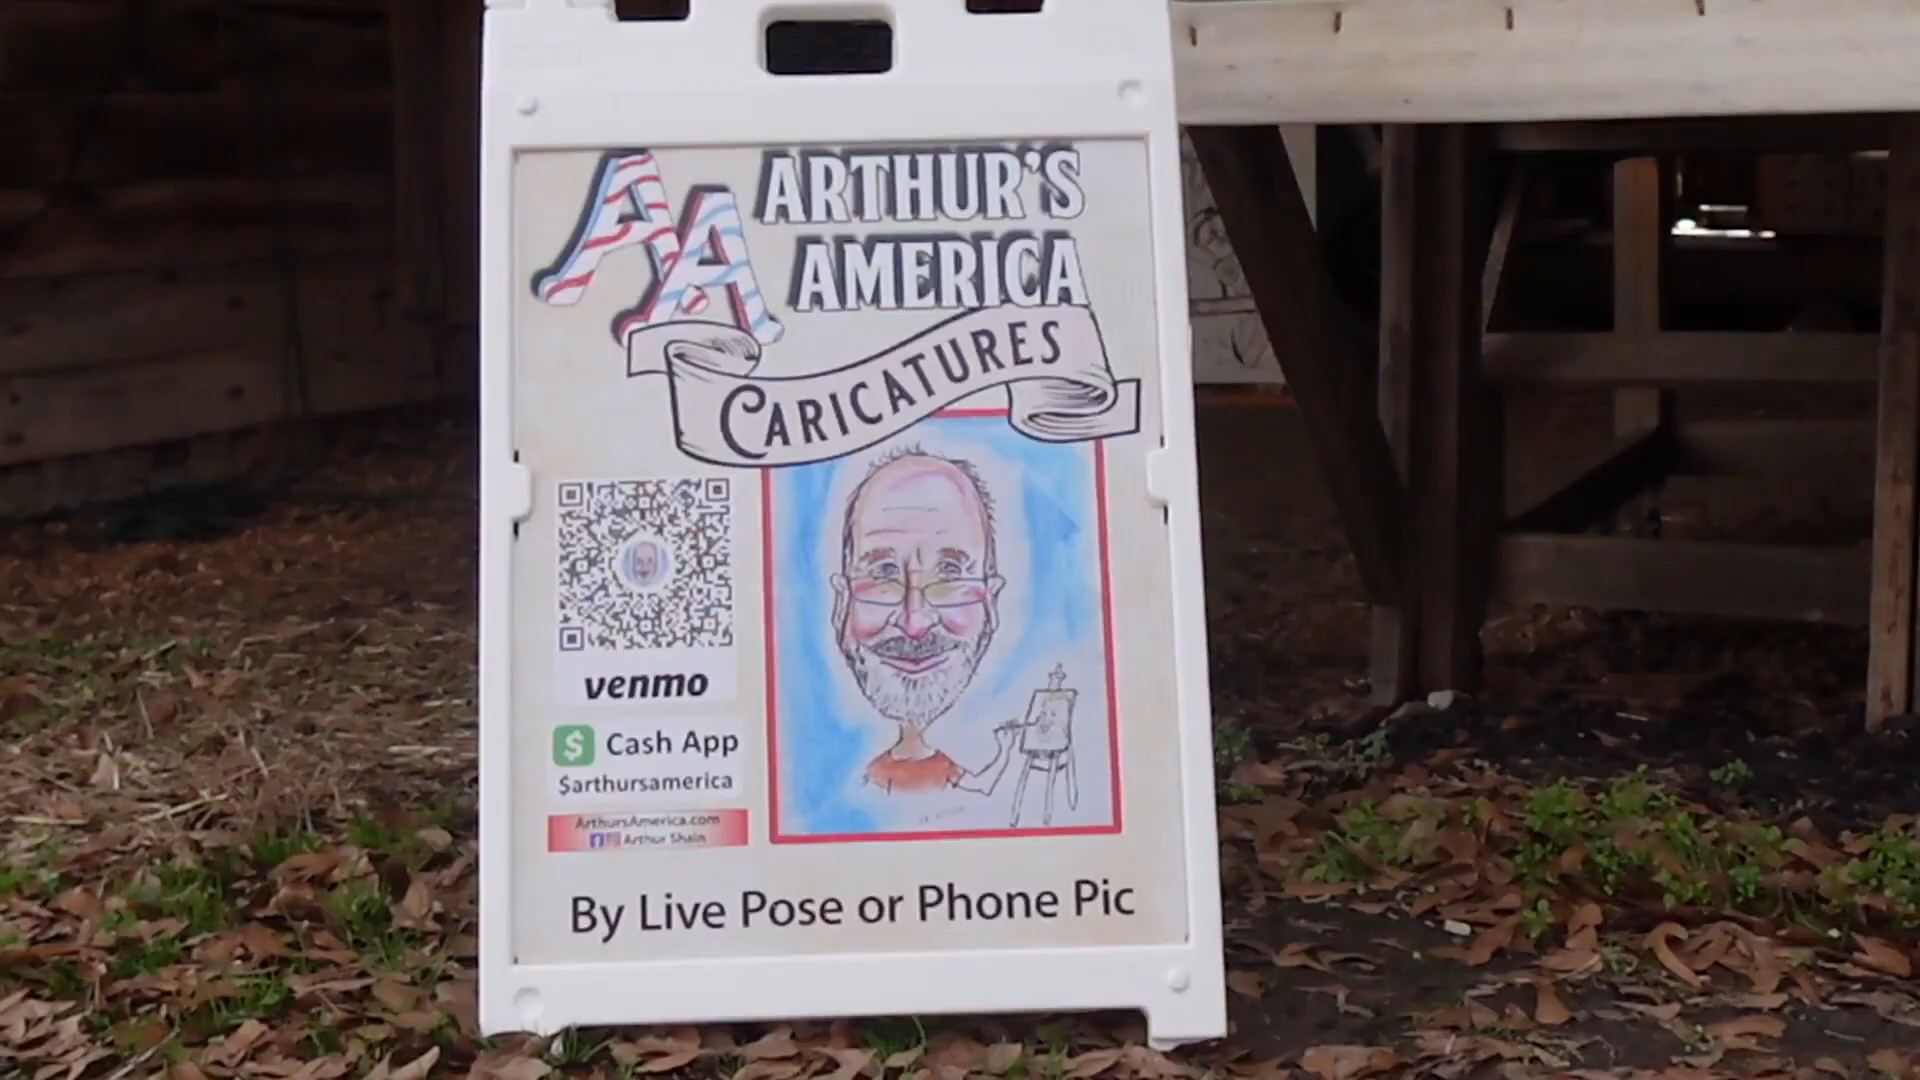 AA
ARTHUR'S
AMERICA
CARICATURES
venmo
$ Cash App
$arthursamerica
ArthursAmerica.com
Arthur Shain
By Live Pose or Phone Pic